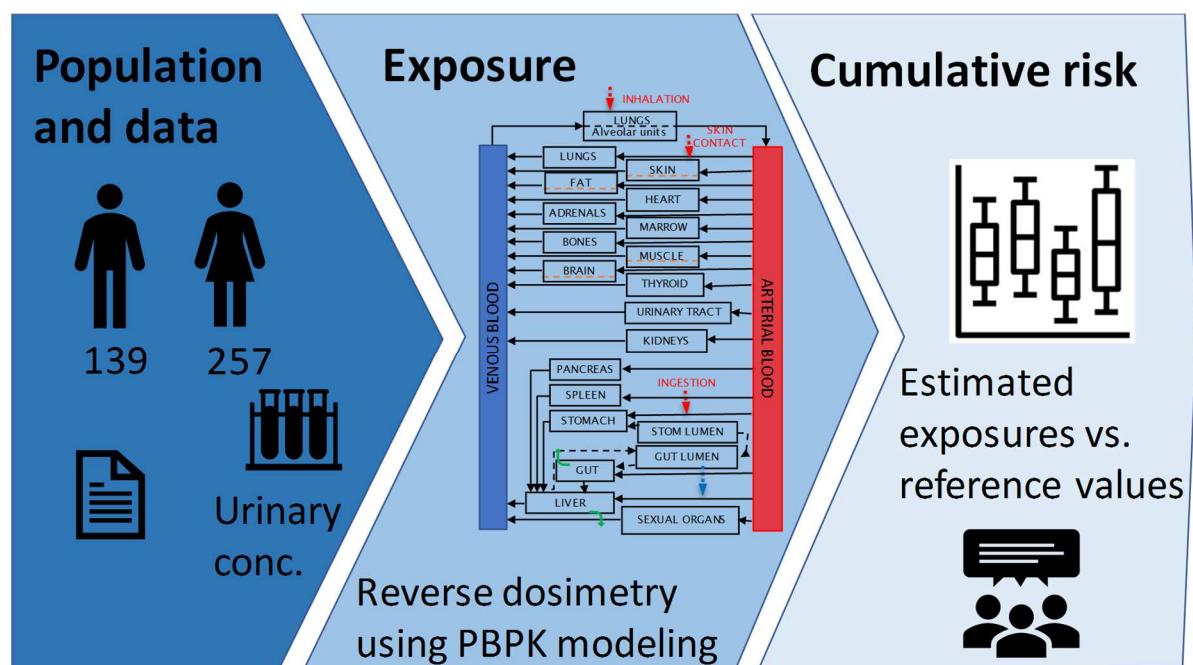 Population
and data
139
257
Urinary
conc.
Exposure
INHALATION
LUNGS
Alveolar units
SKIN
CONTACT
LUNGS
SKIN
FAT
HEART
ADRENALS
MARROW
BONES
MUSCLE
BRAIN
THYROID
URINARY TRACT
KIDNEYS
PANCREAS
INGESTION
SPLEEN
STOMACH
STOM LUMEN
GUT LUMEN
GUT
LIVER
SEXUAL ORGANS
VENOUS BLOOD
ARTERIAL BLOOD
Reverse dosimetry
using PBPK modeling
Cumulative risk
Estimated
exposures vs.
reference values